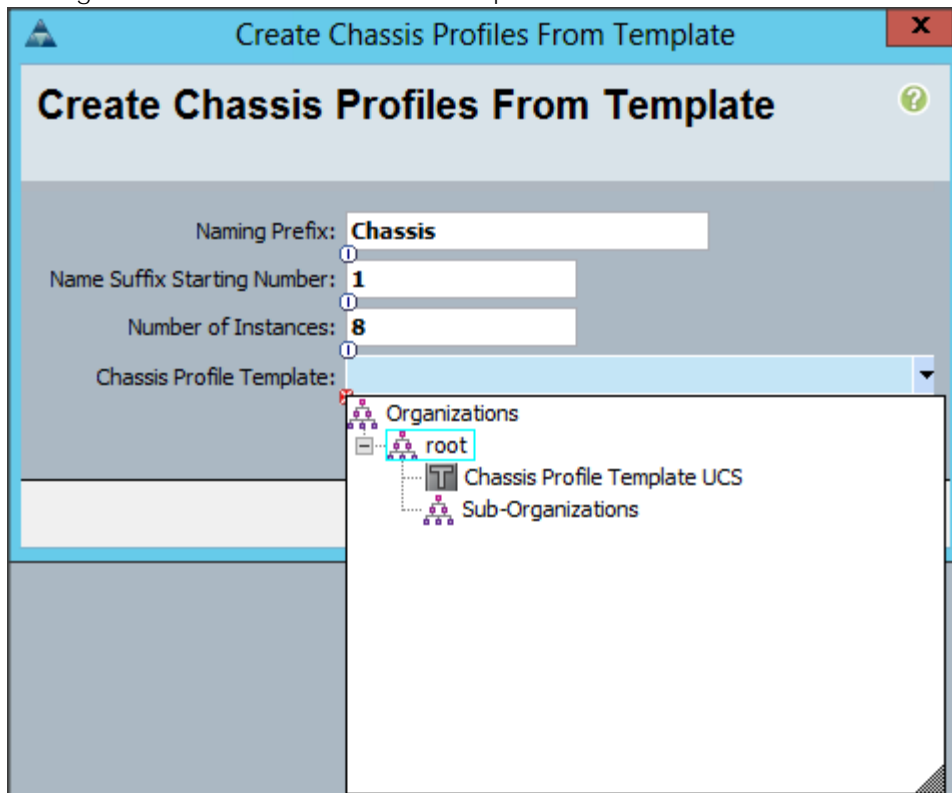 Create Chassis Profiles From Template
x
Create Chassis Profiles From Template
?
Naming Prefix: Chassis
Name Suffix Starting Number: 1
Number of Instances: 8
Chassis Profile Template:
Organizations
root
T Chassis Profile Template UCS
Sub-Organizations